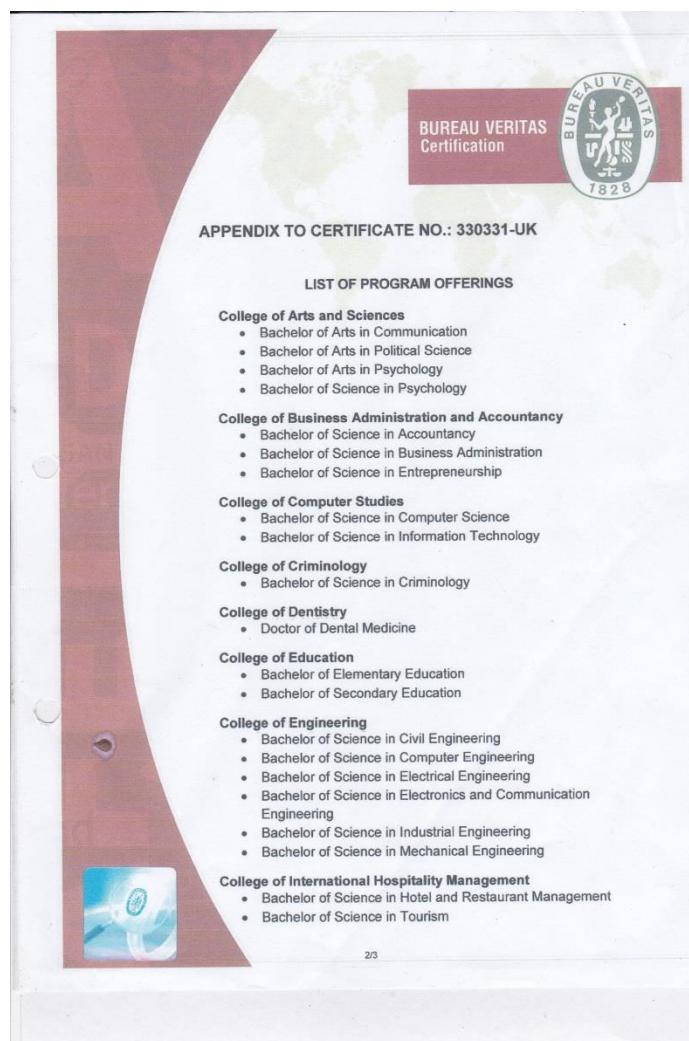 BUREAU VERITAS
Certification
BUREAU VERITAS
1828
APPENDIX TO CERTIFICATE NO.: 330331-UK
LIST OF PROGRAM OFFERINGS
College of Arts and Sciences
• Bachelor of Arts in Communication
• Bachelor of Arts in Political Science
• Bachelor of Arts in Psychology
• Bachelor of Science in Psychology
College of Business Administration and Accountancy
• Bachelor of Science in Accountancy
• Bachelor of Science in Business Administration
• Bachelor of Science in Entrepreneurship
College of Computer Studies
• Bachelor of Science in Computer Science
• Bachelor of Science in Information Technology
College of Criminology
• Bachelor of Science in Criminology
College of Dentistry
• Doctor of Dental Medicine
College of Education
• Bachelor of Elementary Education
• Bachelor of Secondary Education
College of Engineering
• Bachelor of Science in Civil Engineering
• Bachelor of Science in Computer Engineering
• Bachelor of Science in Electrical Engineering
• Bachelor of Science in Electronics and Communication
Engineering
• Bachelor of Science in Industrial Engineering
• Bachelor of Science in Mechanical Engineering
College of International Hospitality Management
• Bachelor of Science in Hotel and Restaurant Management
• Bachelor of Science in Tourism
2/3